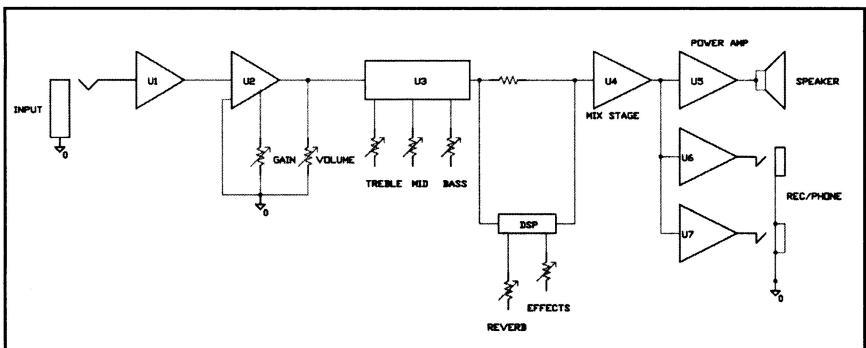 POWER AMP
U1
U2
U3
U4
U5
SPEAKER
INPUT
MIX STAGE
0
GAIN
VOLUME
TREBLE
MID
BASS
U6
REC/PHONE
0
DSP
U7
EFFECTS
REVERB
0